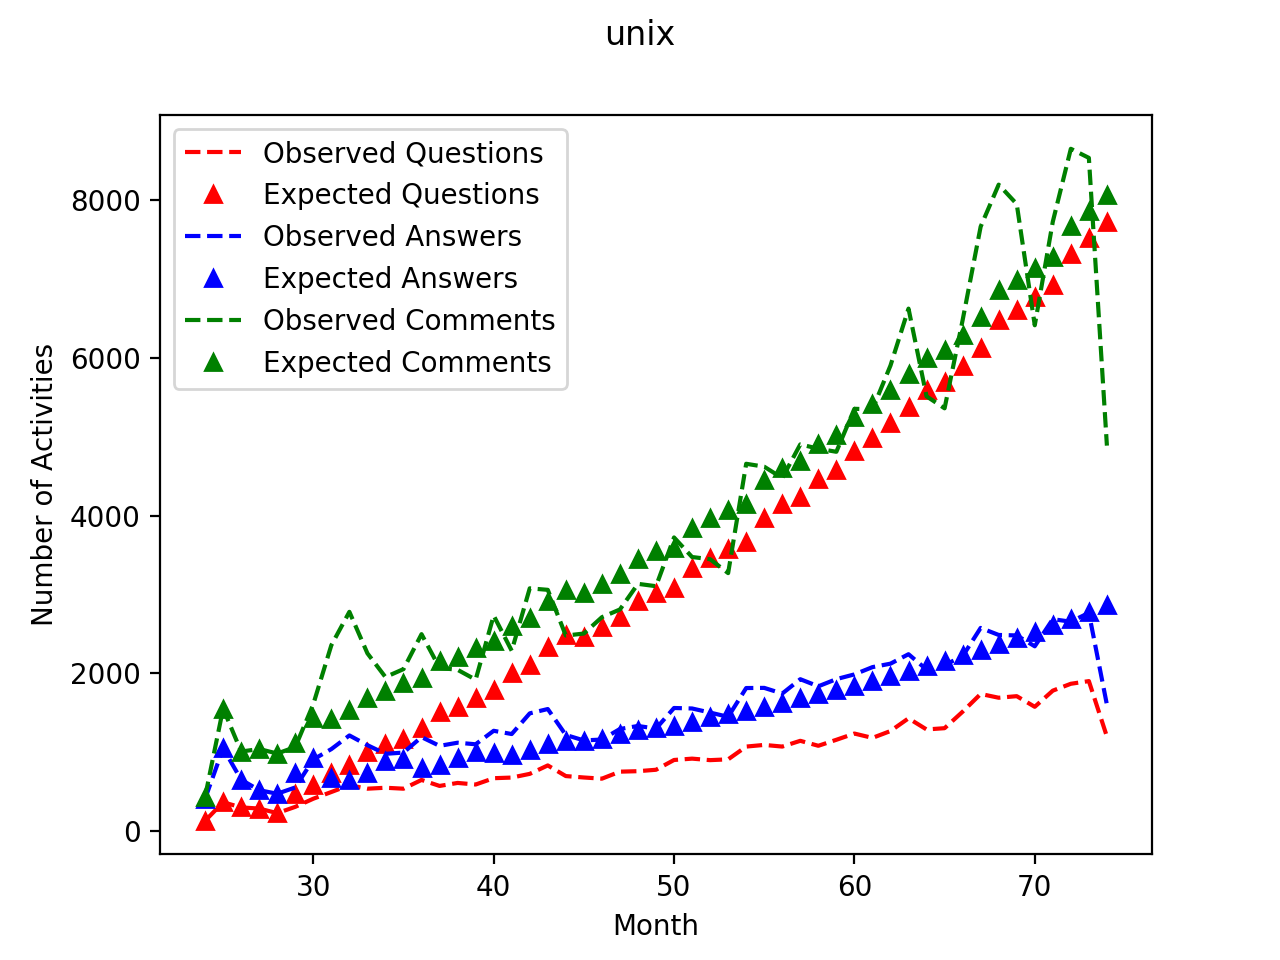 unix
Observed Questions
Expected Questions
Observed Answers
Expected Answers
Observed Comments
Expected Comments
Number of Activities
8000
6000
4000
2000
0
30 40 50 60 70
Month